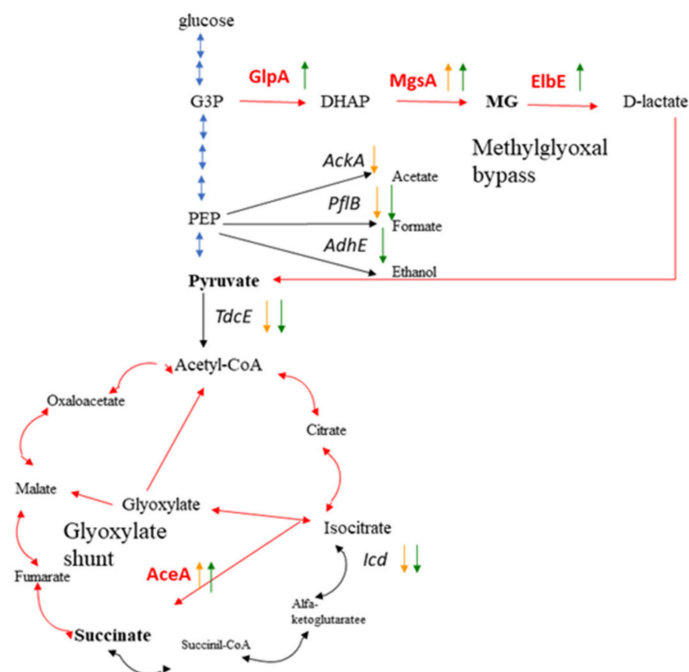 glucose
GlpA
MgsA
ElbE
G3P
DHAP
MG
D-lactate
Methylglyoxal
bypass
AckA
Acetate
PflB
PEP
Formate
AdhE
Ethanol
Pyruvate
TdcE
Acetyl-CoA
Oxaloacetate
Citrate
Malate
Glyoxylate
Glyoxylate
shunt
Isocitrate
Icd
Fumarate
AceA
Alfa-
ketoglutaratee
Succinate
Succinil-CoA